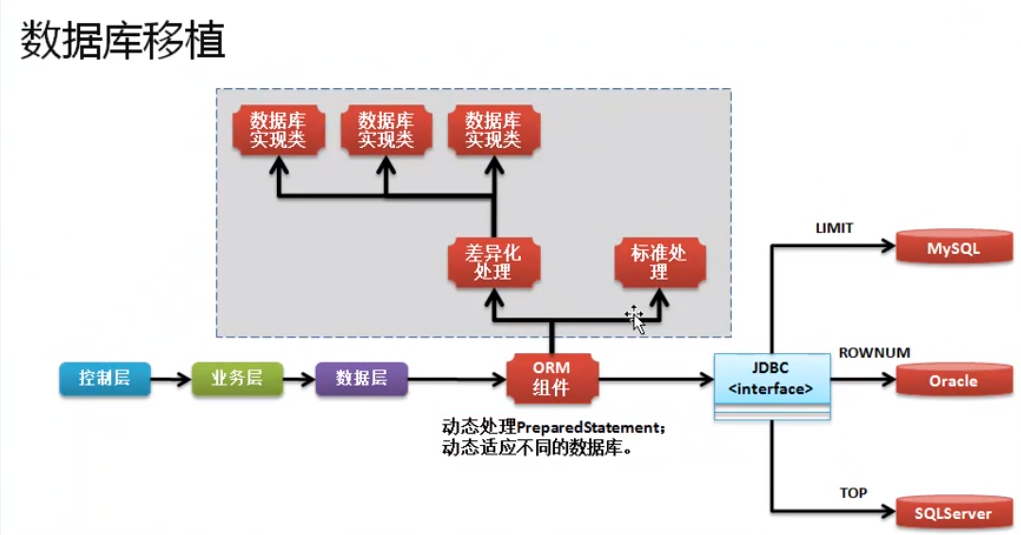 数据库移植
数据库
实现类
数据库
实现类
数据库
实现类
差异化
处理
标准处
理
LIMIT
MySQL
控制层
业务层
数据层
ORM
组件
JDBC
<interface>
ROWNUM
Oracle
动态处理PreparedStatement；
动态适应不同的数据库。
TOP
SQLServer